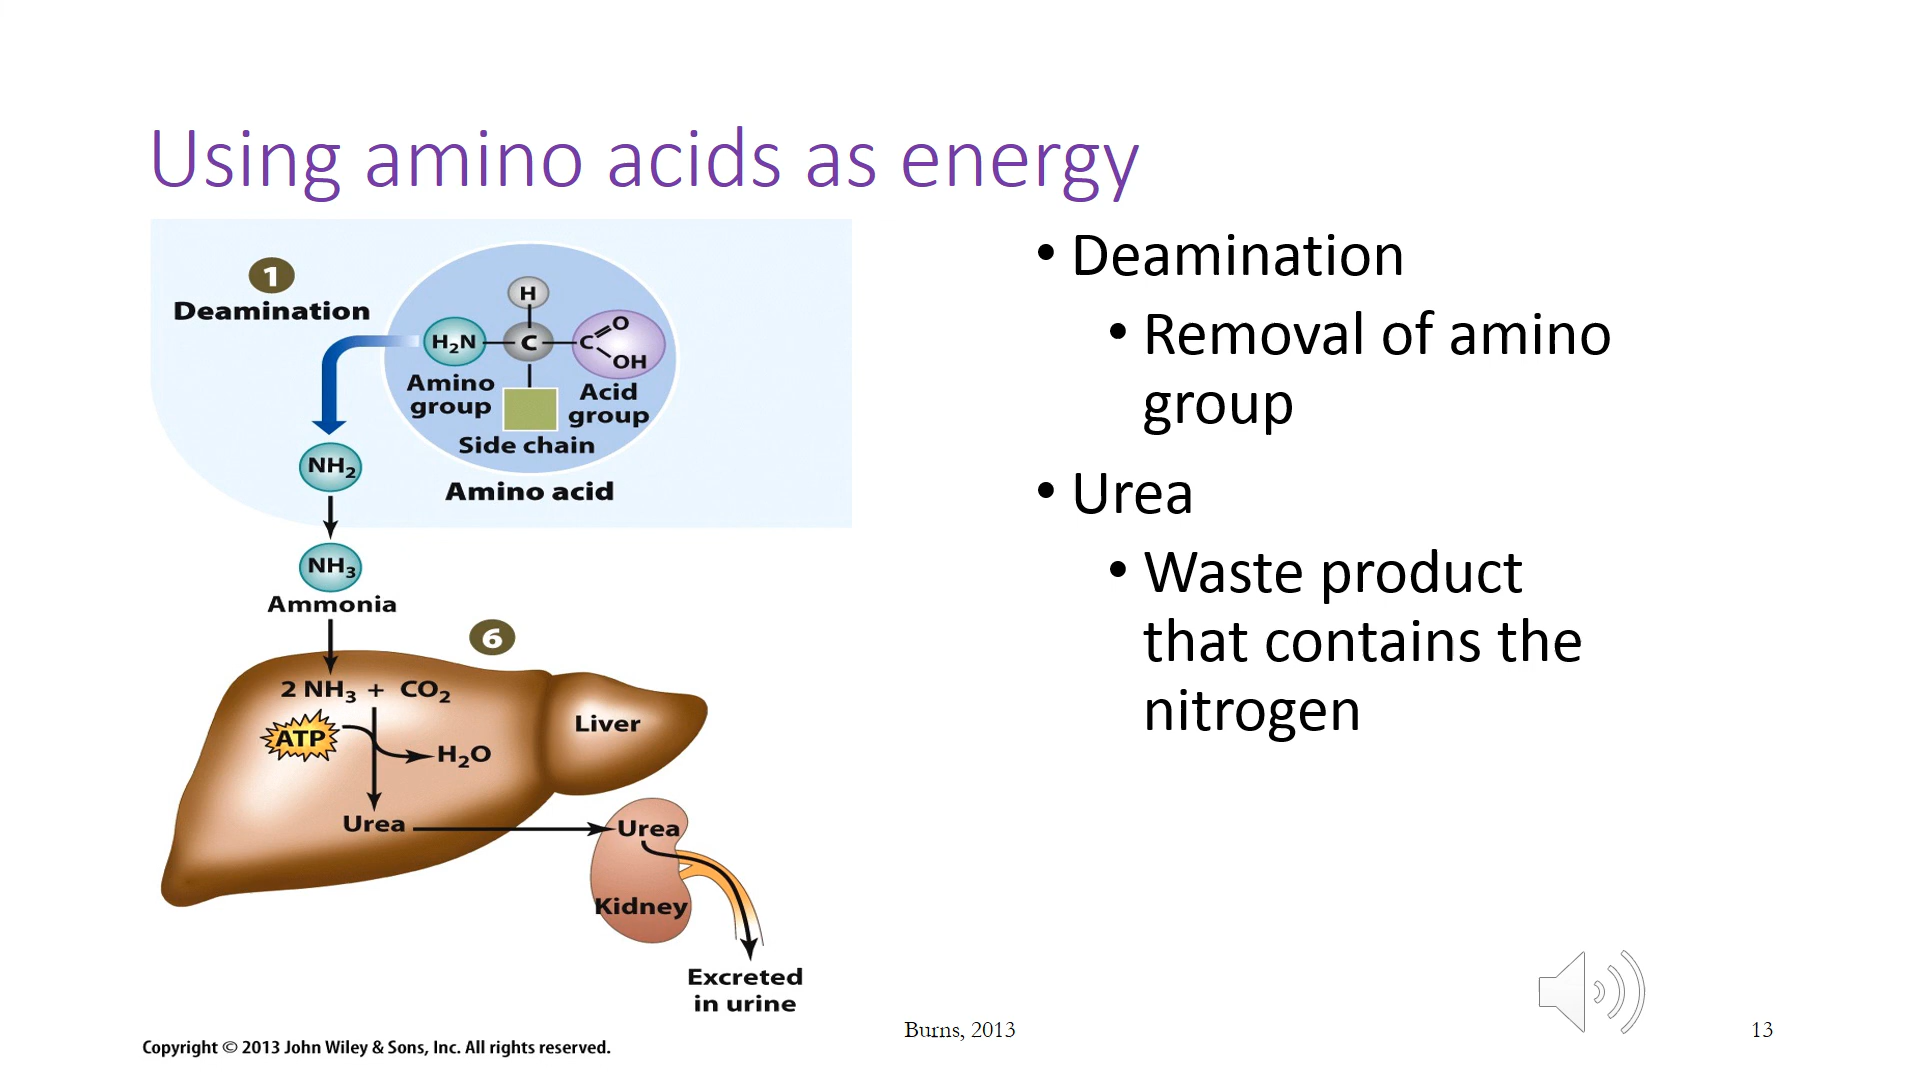 Using amino acids as energy
1
Deamination
H
H₂N
C
C
O
OH
Amino
group
Acid
group
Side chain
Amino acid
NH₂
NH₃
Ammonia
6
2 NH₃ + CO₂
ATP
H₂O
Urea
Liver
Urea
Kidney
Excreted
in urine
Copyright © 2013 John Wiley & Sons, Inc. All rights reserved.
• Deamination
• Removal of amino
group
• Urea
• Waste product
that contains the
nitrogen
Burns, 2013
13